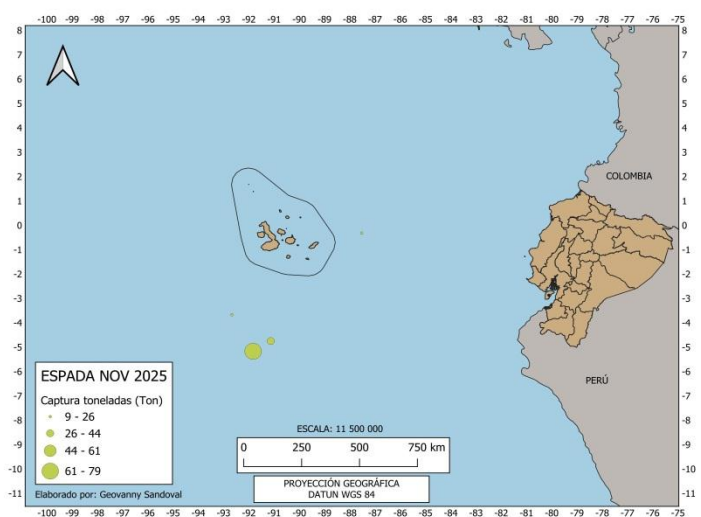 -100 -99 -98 -97 -96 -95 -94 -93 -92 -91 -90 -89 -88 -87 -86 -85 -84 -83 -82 -81 -80 -79 -78 -77 -76 -75
8 8
7 7
6 6
5 5
4 4
3 3
2 2
COLOMBIA
1 1
0 0
-1 -1
-2 -2
-3 -3
-4 -4
-5 -5
-6 -6
PERÚ
-7 -7
-8 -8
-9 -9
-10 -10
-11 -11
ESPADA NOV 2025
Captura toneladas (Ton)
9 - 26
26 - 44
44 - 61
61 - 79
Elaborado por: Geovanny Sandoval
ESCALA: 11 500 000
0 250 500 750 km
PROYECCIÓN GEOGRÁFICA
DATUN WGS 84
-100 -99 -98 -97 -96 -95 -94 -93 -92 -91 -90 -89 -88 -87 -86 -85 -84 -83 -82 -81 -80 -79 -78 -77 -76 -75